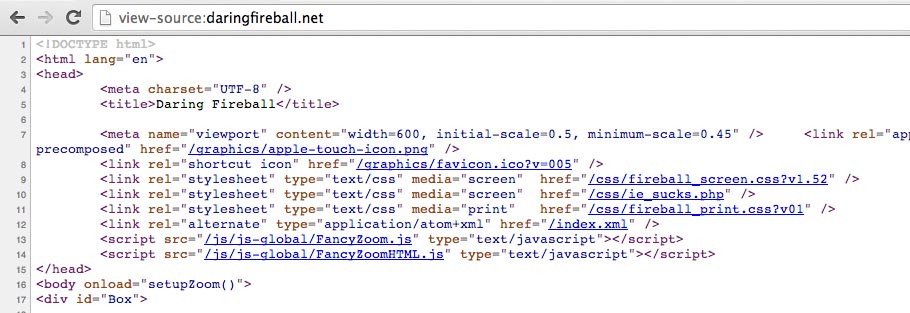 view-source:daringfireball.net
1 <!DOCTYPE html>
2 <html lang="en">
3 <head>
4 <meta charset="UTF-8" />
5 <title>Daring Fireball</title>
6
7 <meta name="viewport" content="width=600, initial-scale=0.5, minimum-scale=0.45" /> <link rel="app
precomposed" href="/graphics/apple-touch-icon.png" />
8 <link rel="shortcut icon" href="/graphics/favicon.ico?v=005" />
9 <link rel="stylesheet" type="text/css" media="screen" href="/css/fireball_screen.css?v1.52" />
10 <link rel="stylesheet" type="text/css" media="screen" href="/css/ie_sucks.php" />
11 <link rel="stylesheet" type="text/css" media="print" href="/css/fireball_print.css?v01" />
12 <link rel="alternate" type="application/atom+xml" href="/index.xml" />
13 <script src="/js/js-global/FancyZoom.js" type="text/javascript"></script>
14 <script src="/js/js-global/FancyZoomHTML.js" type="text/javascript"></script>
15 </head>
16 <body onload="setupZoom()">
17 <div id="Box">